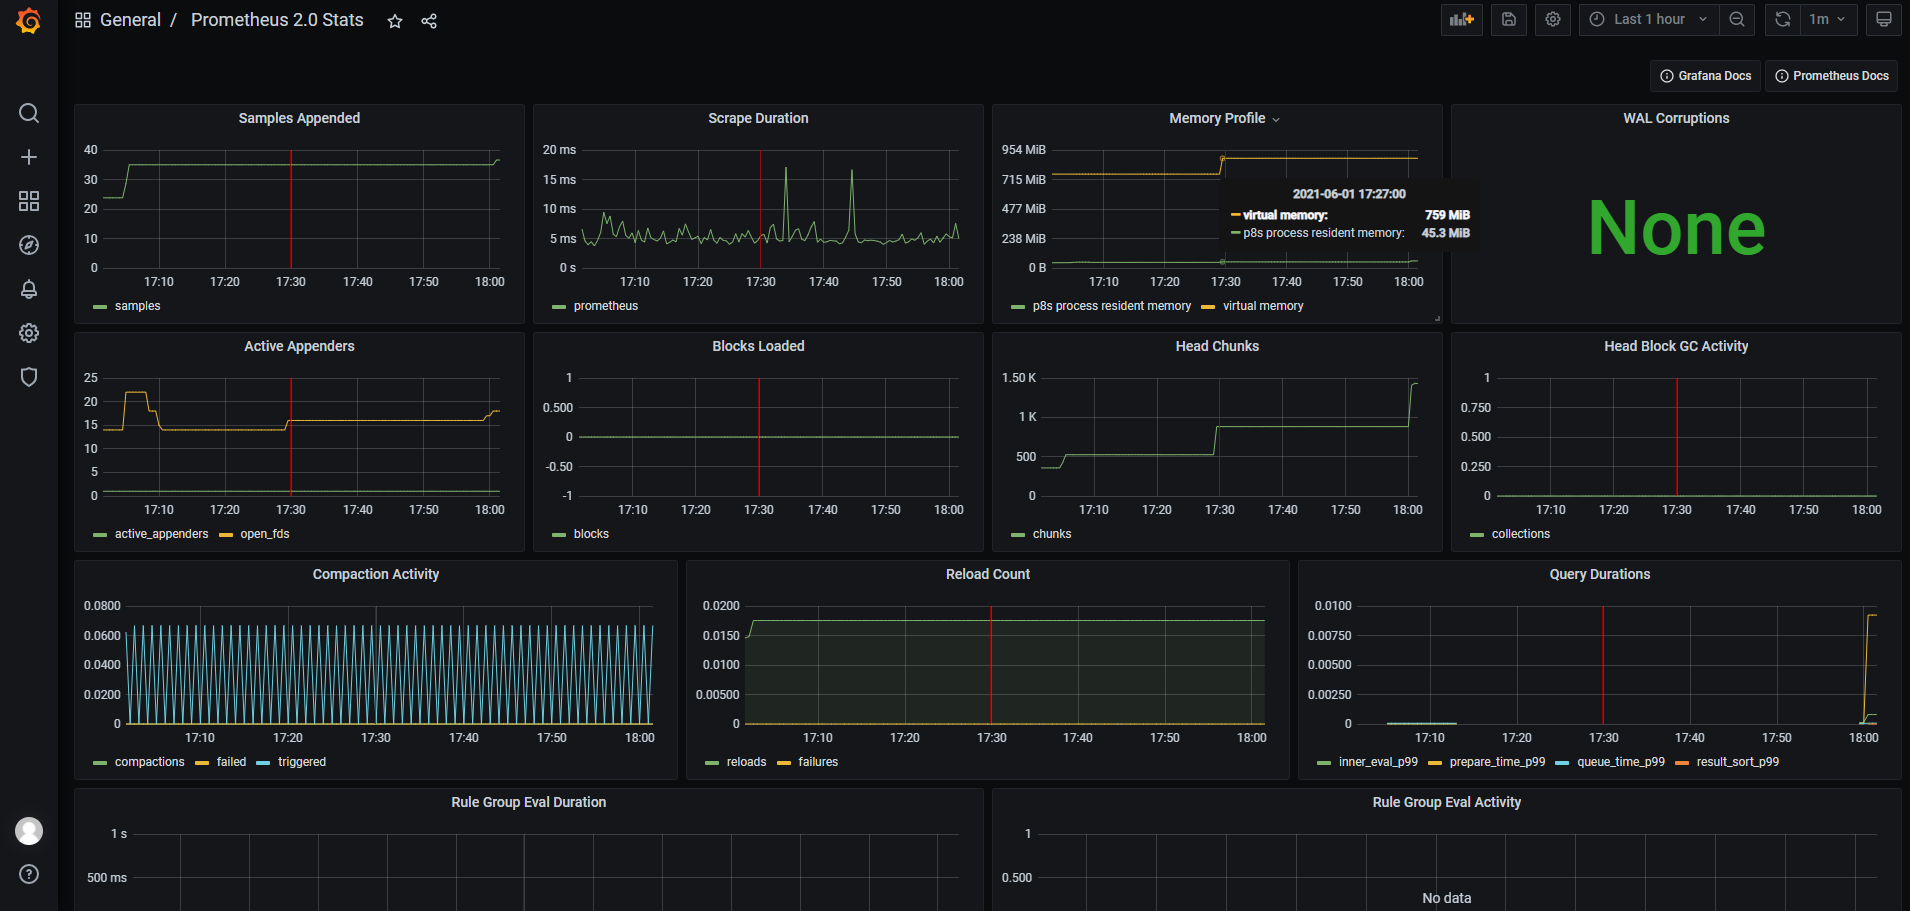 General / Prometheus 2.0 Stats
Last 1 hour
1m
Grafana Docs
Prometheus Docs
Samples Appended
40
30
20
10
0
17:10 17:20 17:30 17:40 17:50 18:00
samples
Scrape Duration
20 ms
15 ms
10 ms
5 ms
0 s
17:10 17:20 17:30 17:40 17:50 18:00
prometheus
Memory Profile
954 MiB
715 MiB
477 MiB
238 MiB
0 B
2021-06-01 17:27:00
virtual memory: 759 MiB
p8s process resident memory: 45.3 MiB
17:10 17:20 17:30 17:40 17:50 18:00
p8s process resident memory virtual memory
WAL Corruptions
None
Active Appenders
25
20
15
10
5
0
17:10 17:20 17:30 17:40 17:50 18:00
active_appenders open_fds
Blocks Loaded
1
0.500
0
-0.50
-1
17:10 17:20 17:30 17:40 17:50 18:00
blocks
Head Chunks
1.50 K
1 K
500
0
17:10 17:20 17:30 17:40 17:50 18:00
chunks
Head Block GC Activity
1
0.750
0.500
0.250
0
17:10 17:20 17:30 17:40 17:50 18:00
collections
Compaction Activity
0.0800
0.0600
0.0400
0.0200
0
17:10 17:20 17:30 17:40 17:50 18:00
compactions failed triggered
Reload Count
0.0200
0.0150
0.0100
0.00500
0
17:10 17:20 17:30 17:40 17:50 18:00
reloads failures
Query Durations
0.0100
0.00750
0.00500
0.00250
0
17:10 17:20 17:30 17:40 17:50 18:00
inner_eval_p99 prepare_time_p99 queue_time_p99 result_sort_p99
Rule Group Eval Duration
1 s
500 ms
Rule Group Eval Activity
1
0.500
No data